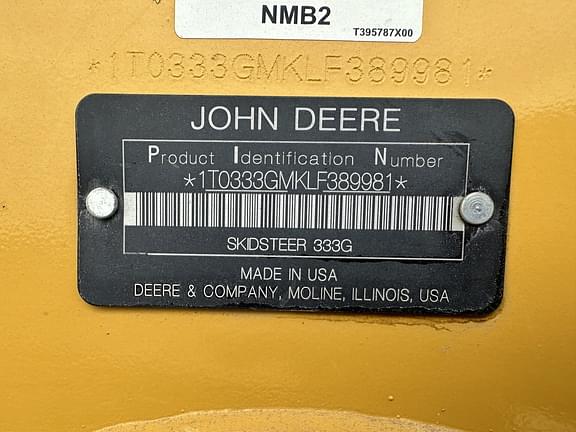 NMB2
T395787X00
*1T0333GMKLF389981*
JOHN DEERE
Product Identification Number
*1T0333GMKLF389981*
SKIDSTEER 333G
MADE IN USA
DEERE & COMPANY, MOLINE, ILLINOIS, USA